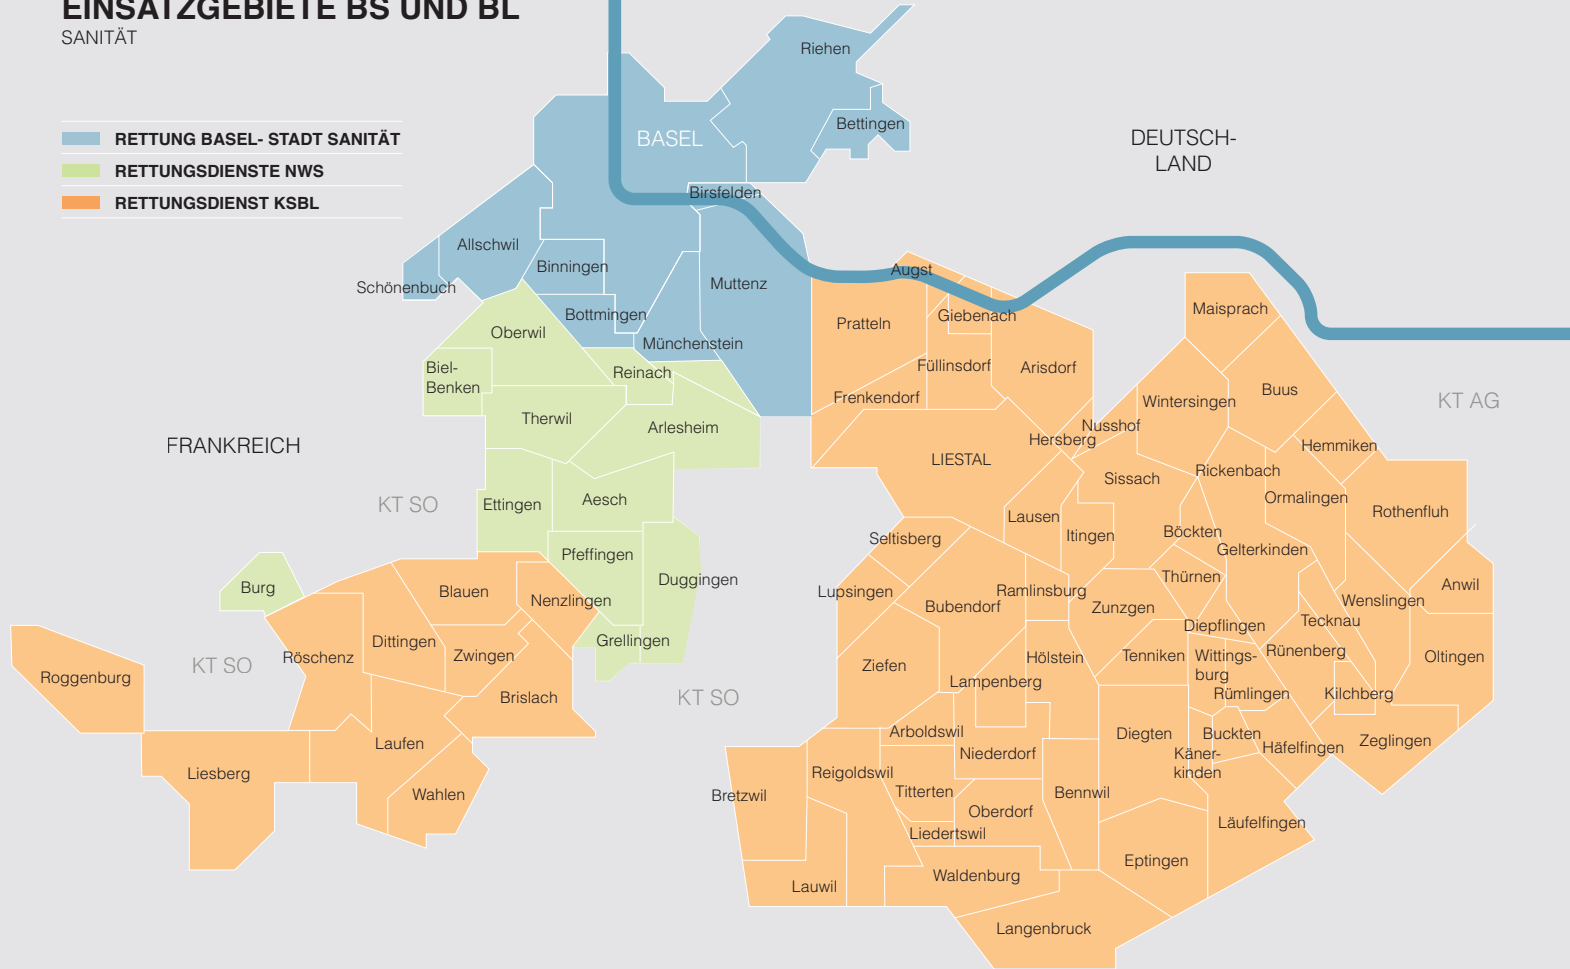 EINSATZGEBIETE BS UND BL
SANITÄT
RETTUNG BASEL- STADT SANITÄT
RETTUNGSDIENSTE NWS
RETTUNGSDIENST KSBL
Riehen
Bettingen
BASEL
DEUTSCH-
LAND
Birsfelden
Allschwil
Binningen
Schönenbuch
Muttenz
Augst
Bottmingen
Pratteln
Giebenach
Maisprach
Oberwil
Münchenstein
Biel-
Benken
Reinach
Füllinsdorf
Arisdorf
Frenkendorf
Wintersingen
Buus
KT AG
Therwil
Arlesheim
Nusshof
Hersberg
Hemmiken
FRANKREICH
LIESTAL
Sissach
Rickenbach
Ormalingen
Rothenfluh
KT SO
Ettingen
Aesch
Lausen
Itingen
Böckten
Gelterkinden
Seltisberg
Pfeffingen
Duggingen
Burg
Blauen
Nenzlingen
Lupsingen
Bubendorf
Ramlinsburg
Zunzgen
Thürnen
Diepflingen
Tecknau
Wenslingen
Anwil
Grellingen
Dittingen
Zwingen
Röschenz
KT SO
Roggenburg
Brislach
KT SO
Ziefen
Lampenberg
Hölstein
Tenniken
Wittings-
burg
Rünenberg
Oltingen
Rümlingen
Kilchberg
Laufen
Liesberg
Wahlen
Arboldswil
Niederdorf
Diegten
Buckten
Käner-
kinden
Häfelfingen
Zeglingen
Reigoldswil
Bretzwil
Titterten
Bennwil
Oberdorf
Liedertswil
Läufelfingen
Eptingen
Lauwil
Waldenburg
Langenbruck